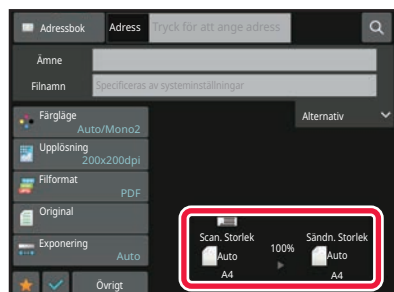 Adressbok
Adress
Tryck för att ange adress
Ämne
Filnamn
Specificeras av systeminställningar
Färgläge
Auto/Mono2
Alternativ
Upplösning
200x200dpi
Filformat
PDF
Original
Exponering
Auto
Scan. Storlek
Auto
A4
100%
Sändn. Storlek
Auto
A4
Övrigt